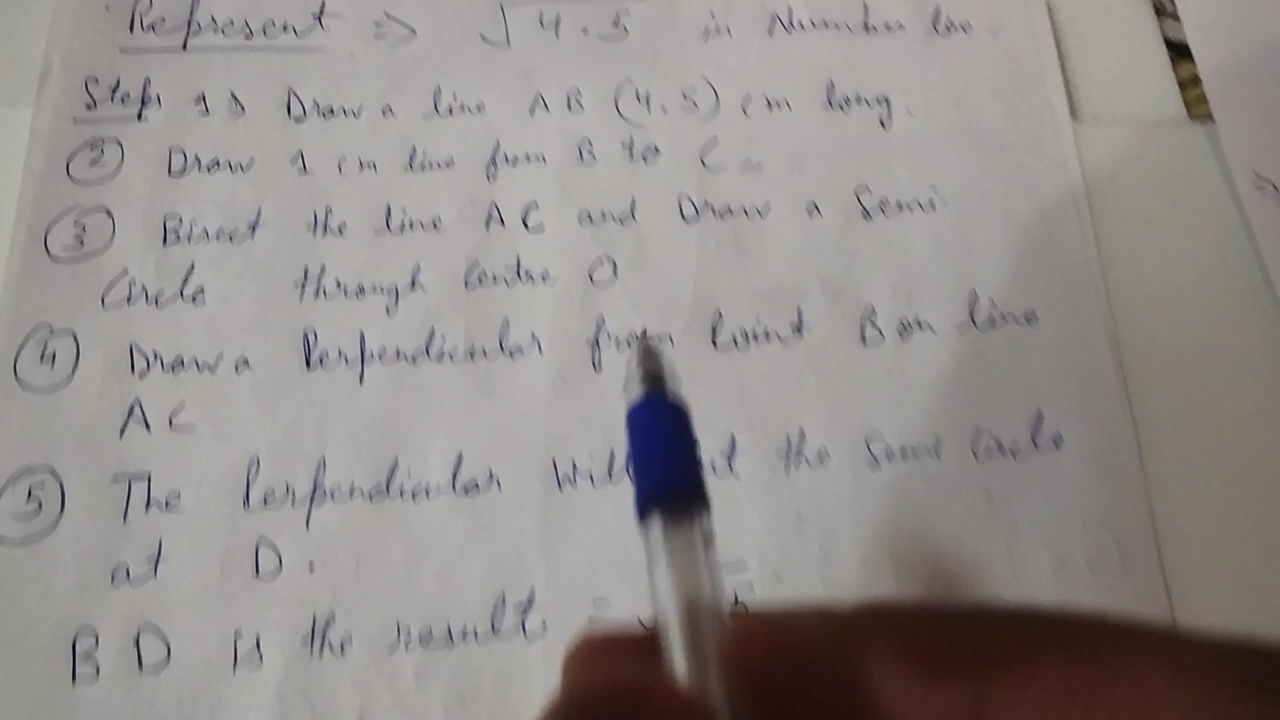 Represent ⇒ √4.5 in Number line.
Steps 1) Draw a line AB (4.5) cm long.
② Draw 1 cm line from B to C
③ Bisect the line AC and Draw a Semi
Circle through Centre O
④ Draw a Perpendicular from Point B on line
AC
⑤ The Perpendicular will the Semi Circle
at D.
BD is the result =